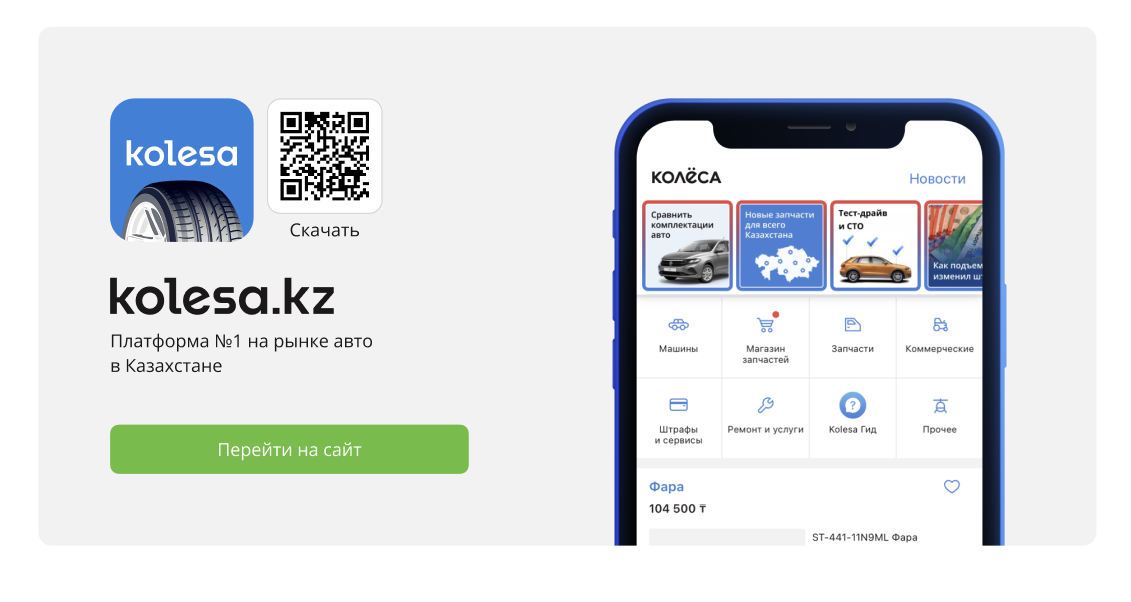 kolesa
Скачать
kolesa.kz
Платформа №1 на рынке авто
в Казахстане
Перейти на сайт
КОЛЁСА
Новости
Сравнить
комплектации
авто
Новые запчасти
для всего
Казахстана
Тест-драйв
и СТО
Как подъем
изменил ш
Машины
Магазин
запчастей
Запчасти
Коммерческие
Штрафы
и сервисы
Ремонт и услуги
Kolesa Гид
Прочее
Фара
104 500 ₸
ST-441-11N9ML Фара